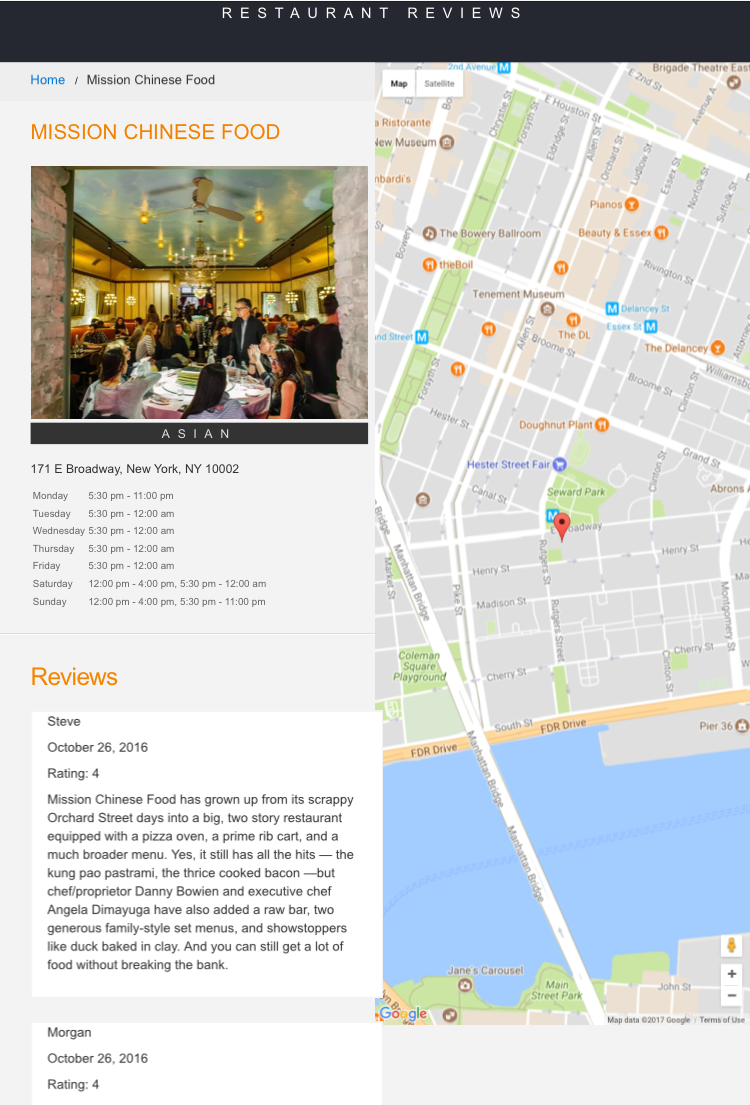 RESTAURANT REVIEWS
Home / Mission Chinese Food
MISSION CHINESE FOOD
ASIAN
171 E Broadway, New York, NY 10002
Monday 5:30 pm - 11:00 pm
Tuesday 5:30 pm - 12:00 am
Wednesday 5:30 pm - 12:00 am
Thursday 5:30 pm - 12:00 am
Friday 5:30 pm - 12:00 am
Saturday 12:00 pm - 4:00 pm, 5:30 pm - 12:00 am
Sunday 12:00 pm - 4:00 pm, 5:30 pm - 11:00 pm
Reviews
Steve
October 26, 2016
Rating: 4
Mission Chinese Food has grown up from its scrappy
Orchard Street days into a big, two story restaurant
equipped with a pizza oven, a prime rib cart, and a
much broader menu. Yes, it still has all the hits — the
kung pao pastrami, the thrice cooked bacon —but
chef/proprietor Danny Bowien and executive chef
Angela Dimayuga have also added a raw bar, two
generous family-style set menus, and showstoppers
like duck baked in clay. And you can still get a lot of
food without breaking the bank.
Morgan
October 26, 2016
Rating: 4
Map
Satellite
2nd Avenue M
Brigade Theatre East
E 2nd St
Avenue A
E Houston St
Chrystie St
Forsyth St
Eldridge St
Allen St
Orchard St
Ludlow St
Essex St
Norfolk St
Suffolk St
a Ristorante
New Museum
mbardi's
St
Bowery
Pianos
The Bowery Ballroom
Beauty & Essex
theBoil
Rivington St
Tenement Museum
M Delancey St
Essex St M
The DL
nd Street M
Allen St
Broome St
The Delancey
Attorney
Williamsbu
Forsyth St
Broome St
Clinton St
Hester St
Doughnut Plant
Grand St
Hester Street Fair
Canal St
Seward Park
Clinton St
Abrons A
M
E Broadway
Bridge
Manhattan Bridge
Market St
Henry St
Henry St
He
Rutgers St
Pike St
Madison St
Rutgers Street
Montgomery St
Coleman
Square
Playground
Cherry St
Cherry St
Clinton St
South St
FDR Drive
FDR Drive
Pier 36
Manhattan Bridge
Manhattan Bridge
Jane's Carousel
Main
Street Park
John St
lyn Br
+
−
Google
Map data ©2017 Google
Terms of Use